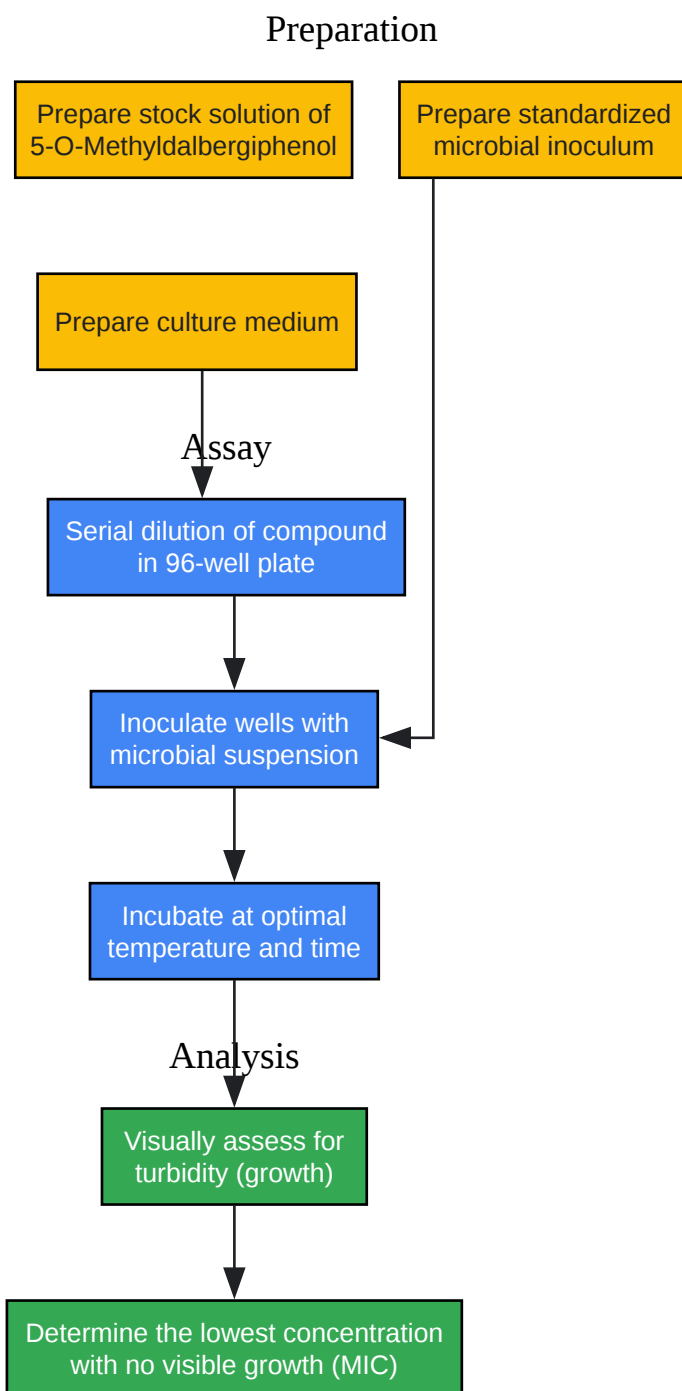 Preparation
Prepare stock solution of
5-O-Methyldalbergiphenol
Prepare standardized
microbial inoculum
Prepare culture medium
Assay
Serial dilution of compound
in 96-well plate
Inoculate wells with
microbial suspension
Incubate at optimal
temperature and time
Analysis
Visually assess for
turbidity (growth)
Determine the lowest concentration
with no visible growth (MIC)